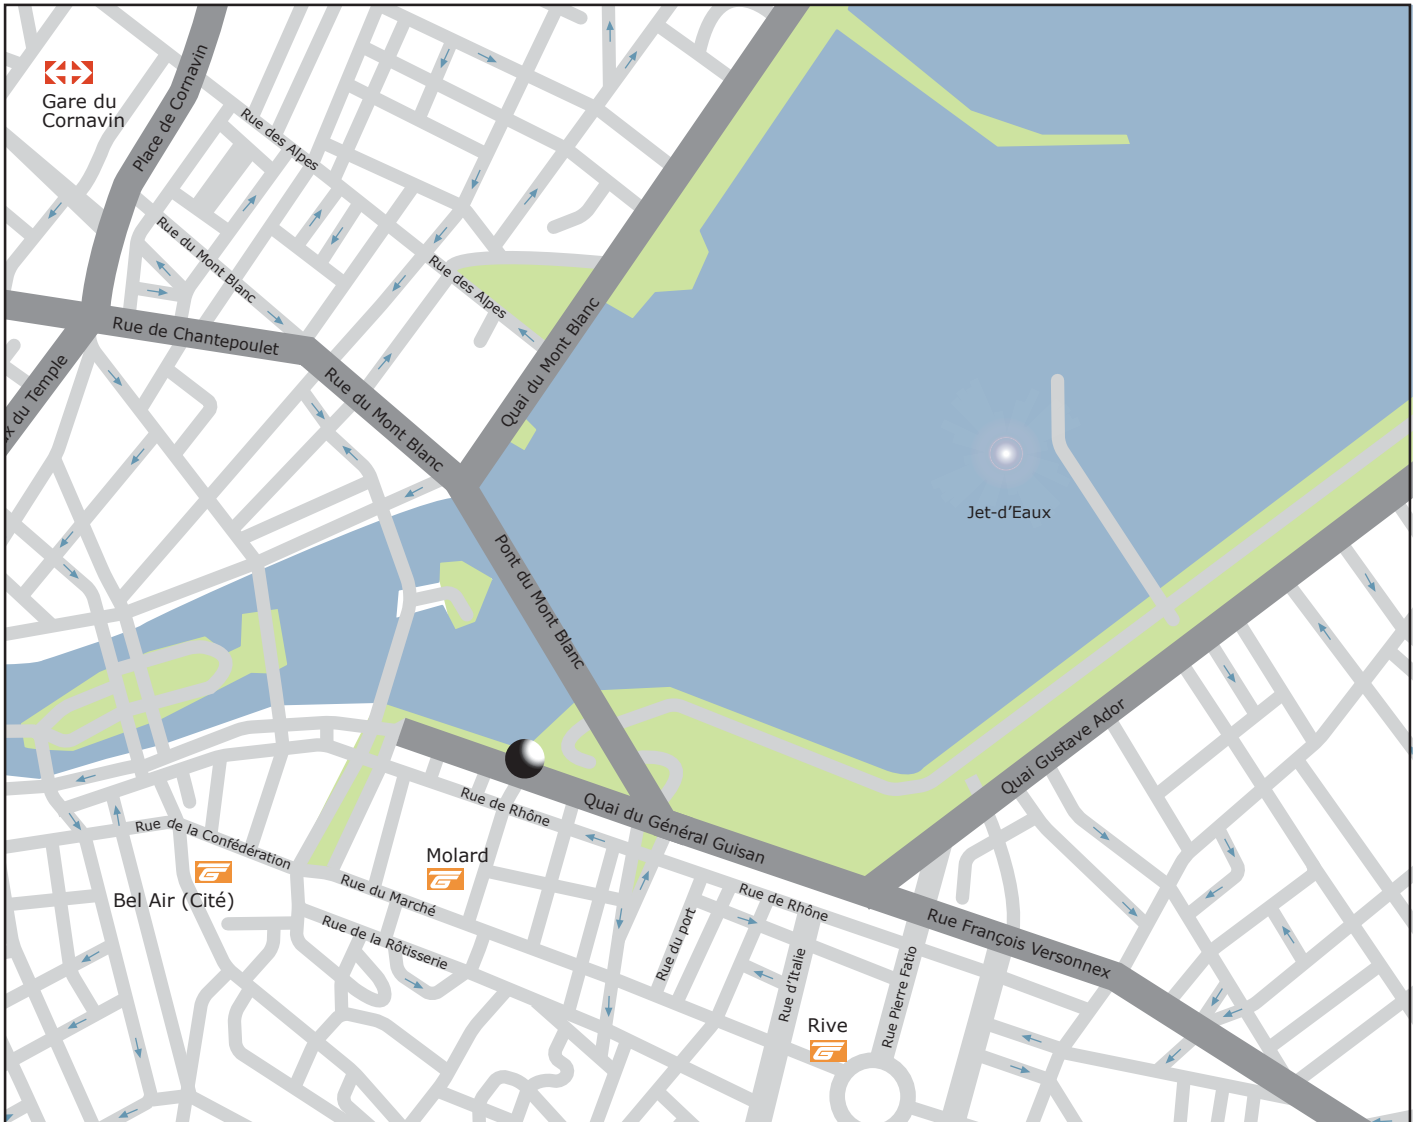 Gare du
Cornavin
Place de Cornavin
Rue des Alpes
Rue du Mont Blanc
Rue des Alpes
Rue de Chantepoulet
Quai du Mont Blanc
x du Temple
Rue du Mont Blanc
Jet-d'Eaux
Pont du Mont Blanc
Quai Gustave Ador
Rue de Rhône
Quai du Général Guisan
Rue de la Confédération
Molard
Bel Air (Cité)
Rue du Marché
Rue de Rhône
Rue de la Rôtisserie
Rue du port
Rue François Versonnex
Rue d'Italie
Rue Pierre Fatio
Rive